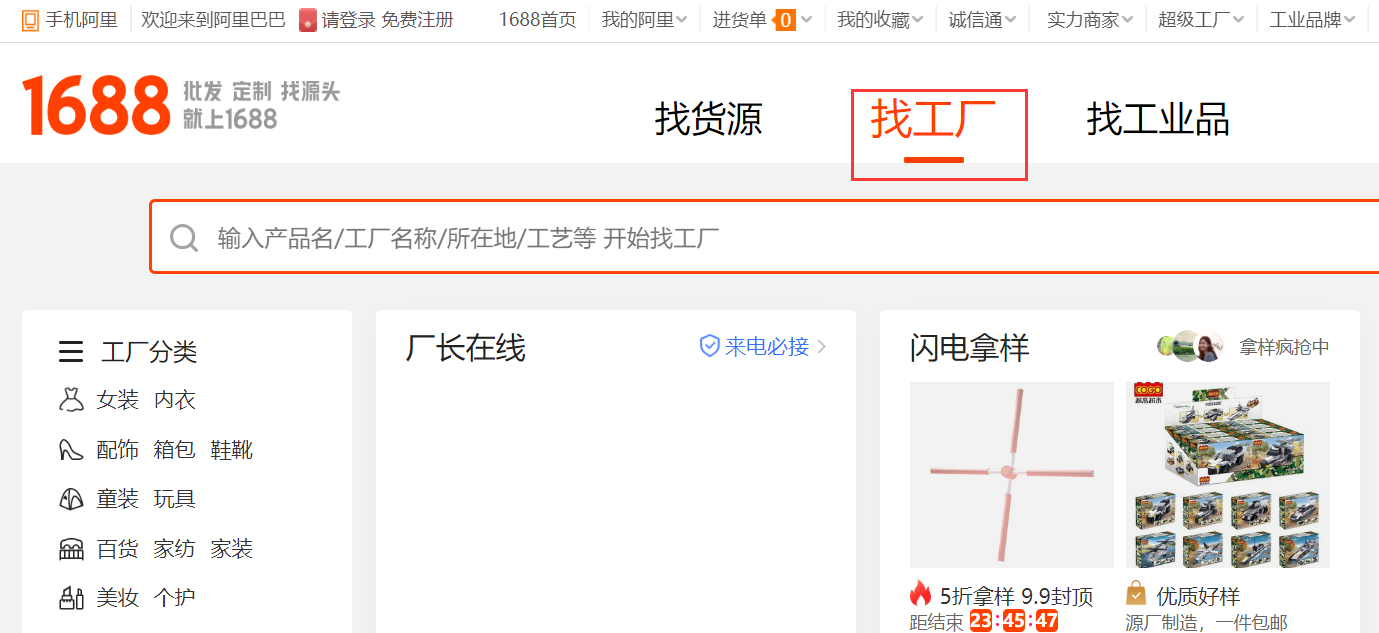 手机阿里 欢迎来到阿里巴巴 请登录 免费注册 1688首页 我的阿里 进货单 0 我的收藏 诚信通 实力商家 超级工厂 工业品牌
1688 批发 定制 找源头
就上1688
找货源 找工厂 找工业品
输入产品名/工厂名称/所在地/工艺等 开始找工厂
工厂分类
女装 内衣
配饰 箱包 鞋靴
童装 玩具
百货 家纺 家装
美妆 个护
厂长在线 来电必接
闪电拿样 拿样疯抢中
COGO
积高积木
5折拿样 9.9封顶
距结束 23:45:47
优质好样
源厂制造，一件包邮